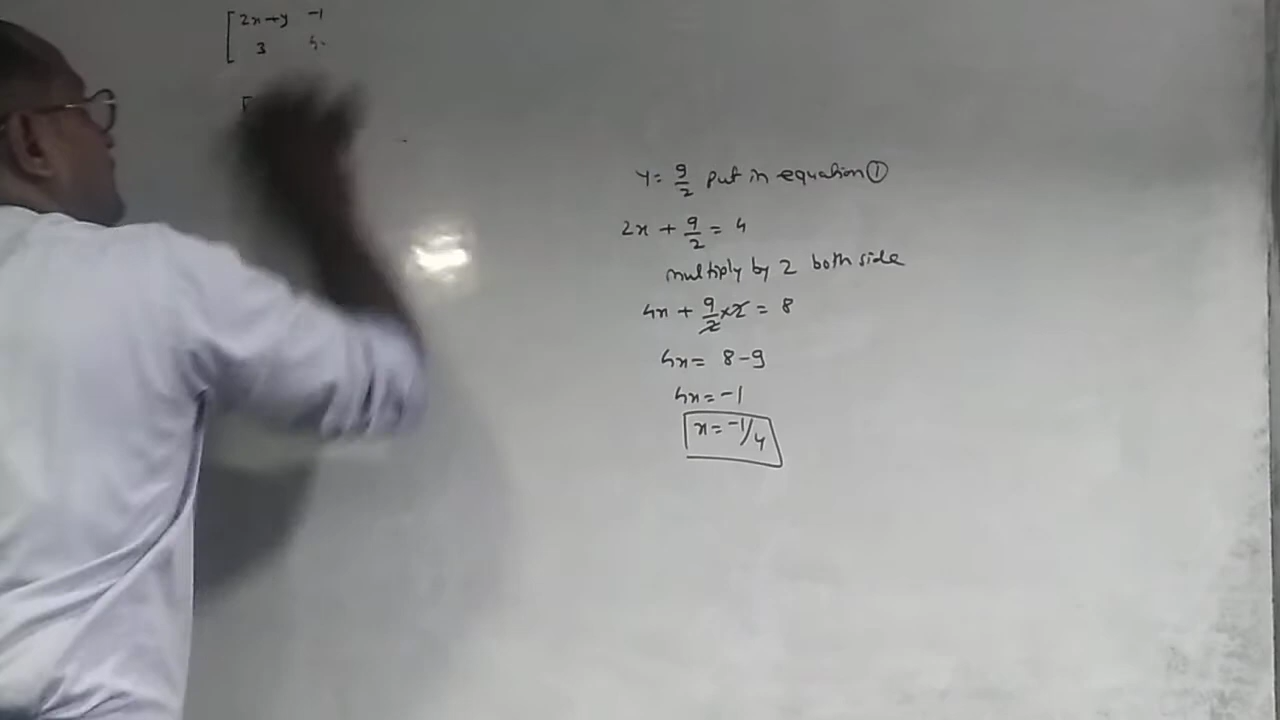 2x+y -1
3
y = 9/2 put in equation ①
2x + 9/2 = 4
multiply by 2 both side
4x + 9/2 × 2 = 8
4x = 8-9
4x = -1
x = -1/4